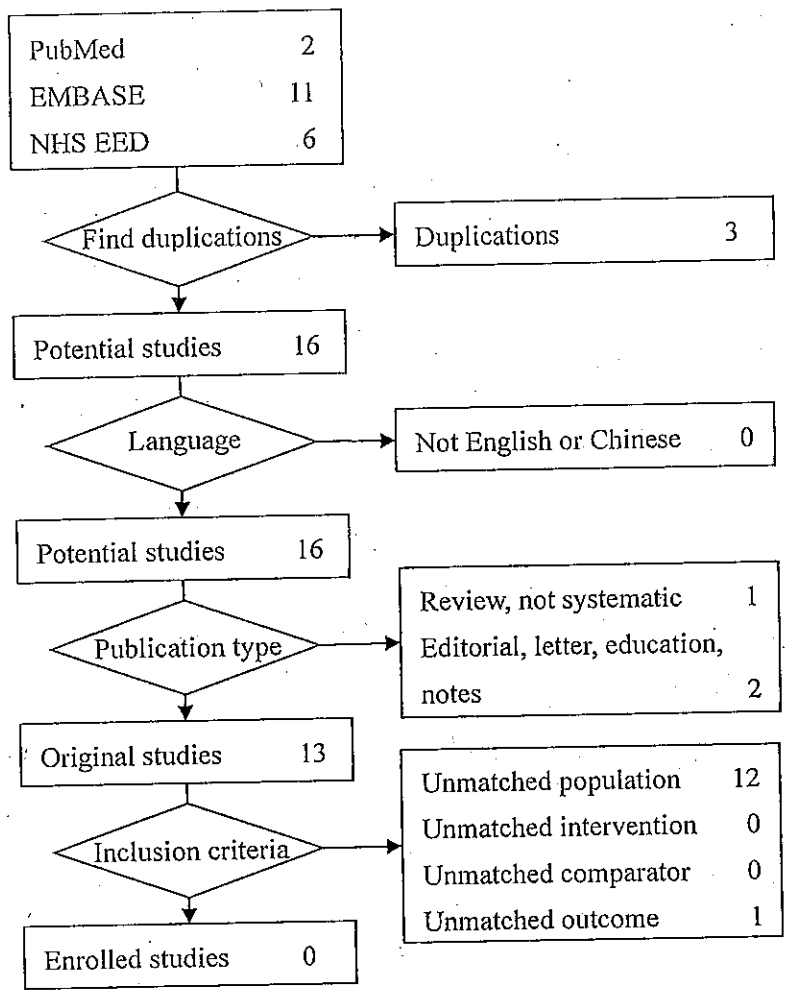 PubMed 2
EMBASE 11
NHS EED 6
Find duplications
Duplications 3
Potential studies 16
Language
Not English or Chinese 0
Potential studies 16
Publication type
Review, not systematic 1
Editorial, letter, education,
notes 2
Original studies 13
Inclusion criteria
Unmatched population 12
Unmatched intervention 0
Unmatched comparator 0
Unmatched outcome 1
Enrolled studies 0